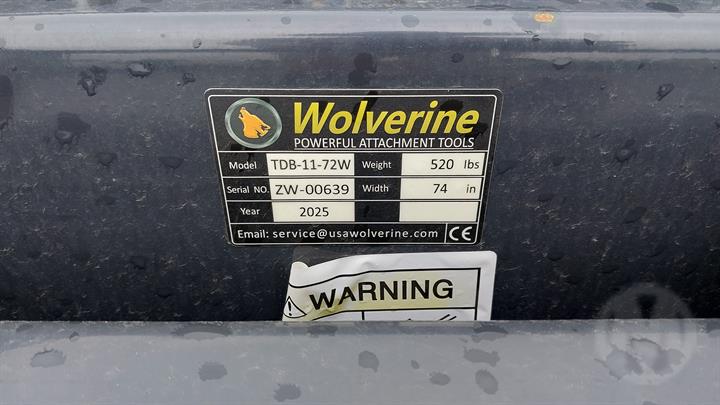 Wolverine
POWERFUL ATTACHMENT TOOLS
Model TDB-11-72W Weight 520 lbs
Serial NO. ZW-00639 Width 74 in
Year 2025
Email: service@usawolverine.com CE
WARNING